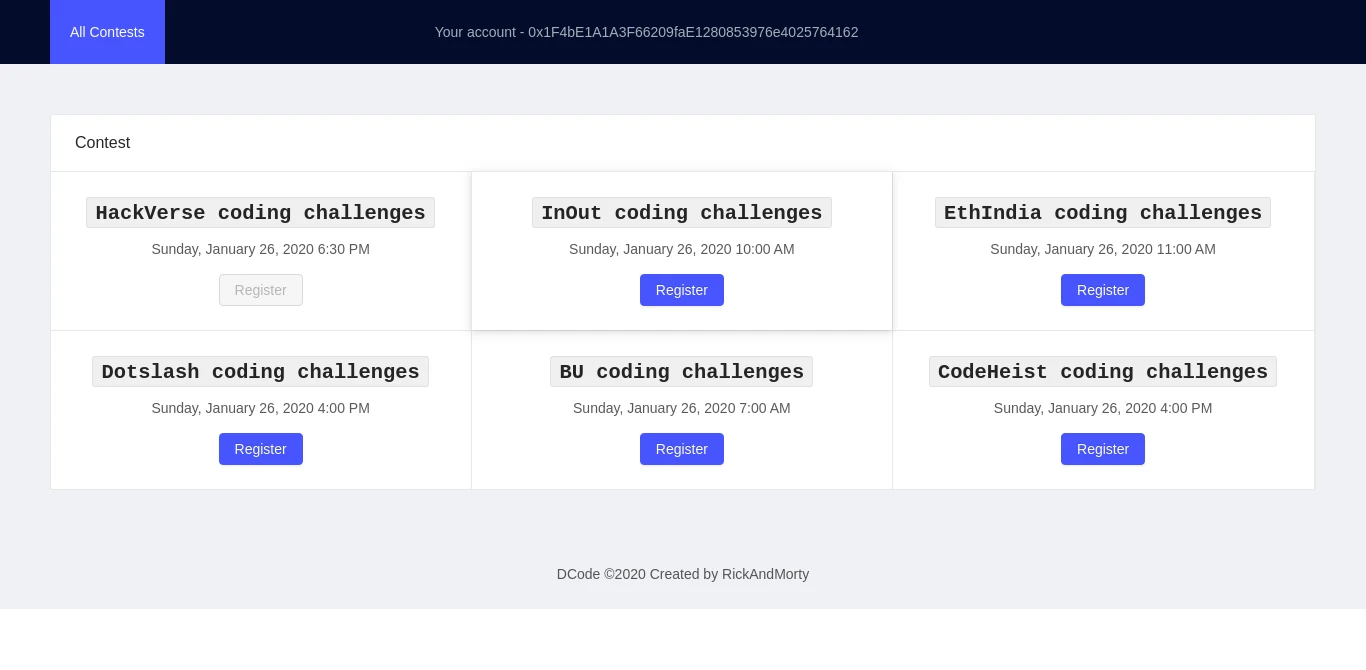 All Contests
Your account - 0x1F4bE1A1A3F66209faE1280853976e4025764162
Contest
HackVerse coding challenges
Sunday, January 26, 2020 6:30 PM
Register
InOut coding challenges
Sunday, January 26, 2020 10:00 AM
Register
EthIndia coding challenges
Sunday, January 26, 2020 11:00 AM
Register
Dotslash coding challenges
Sunday, January 26, 2020 4:00 PM
Register
BU coding challenges
Sunday, January 26, 2020 7:00 AM
Register
CodeHeist coding challenges
Sunday, January 26, 2020 4:00 PM
Register
DCode ©2020 Created by RickAndMorty